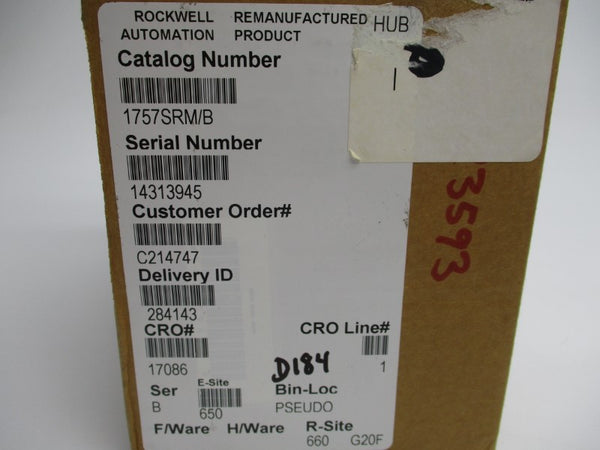 ROCKWELL REMANUFACTURED
AUTOMATION PRODUCT
HUB
I
Catalog Number
1757SRM/B
Serial Number
14313945
Customer Order#
C214747
Delivery ID
284143
CRO# CRO Line#
17086 1
D184
Ser E-Site Bin-Loc
B 650 PSEUDO
F/Ware H/Ware R-Site
660 G20F
3593